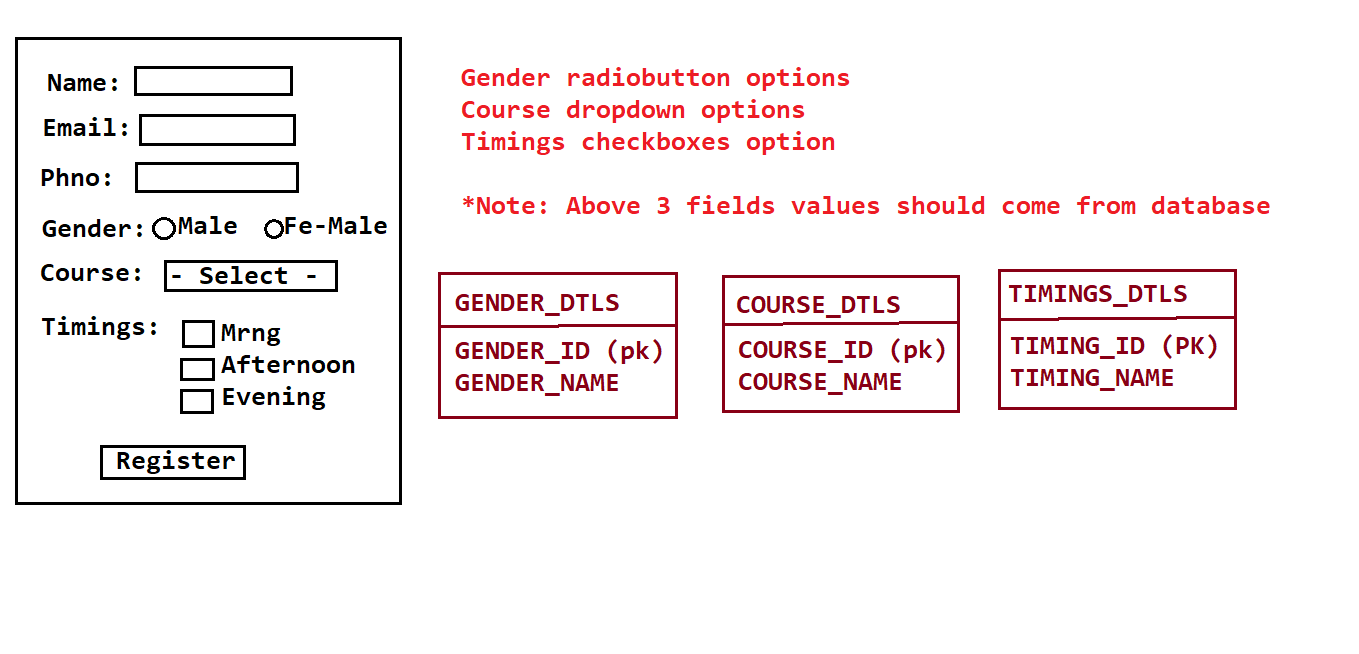 Name:
Email:
Phno:
Gender: Male Fe-Male
Course: - Select -
Timings: Mrng
Afternoon
Evening
Register
Gender radiobutton options
Course dropdown options
Timings checkboxes option
*Note: Above 3 fields values should come from database
GENDER_DTLS
GENDER_ID (pk)
GENDER_NAME
COURSE_DTLS
COURSE_ID (pk)
COURSE_NAME
TIMINGS_DTLS
TIMING_ID (PK)
TIMING_NAME